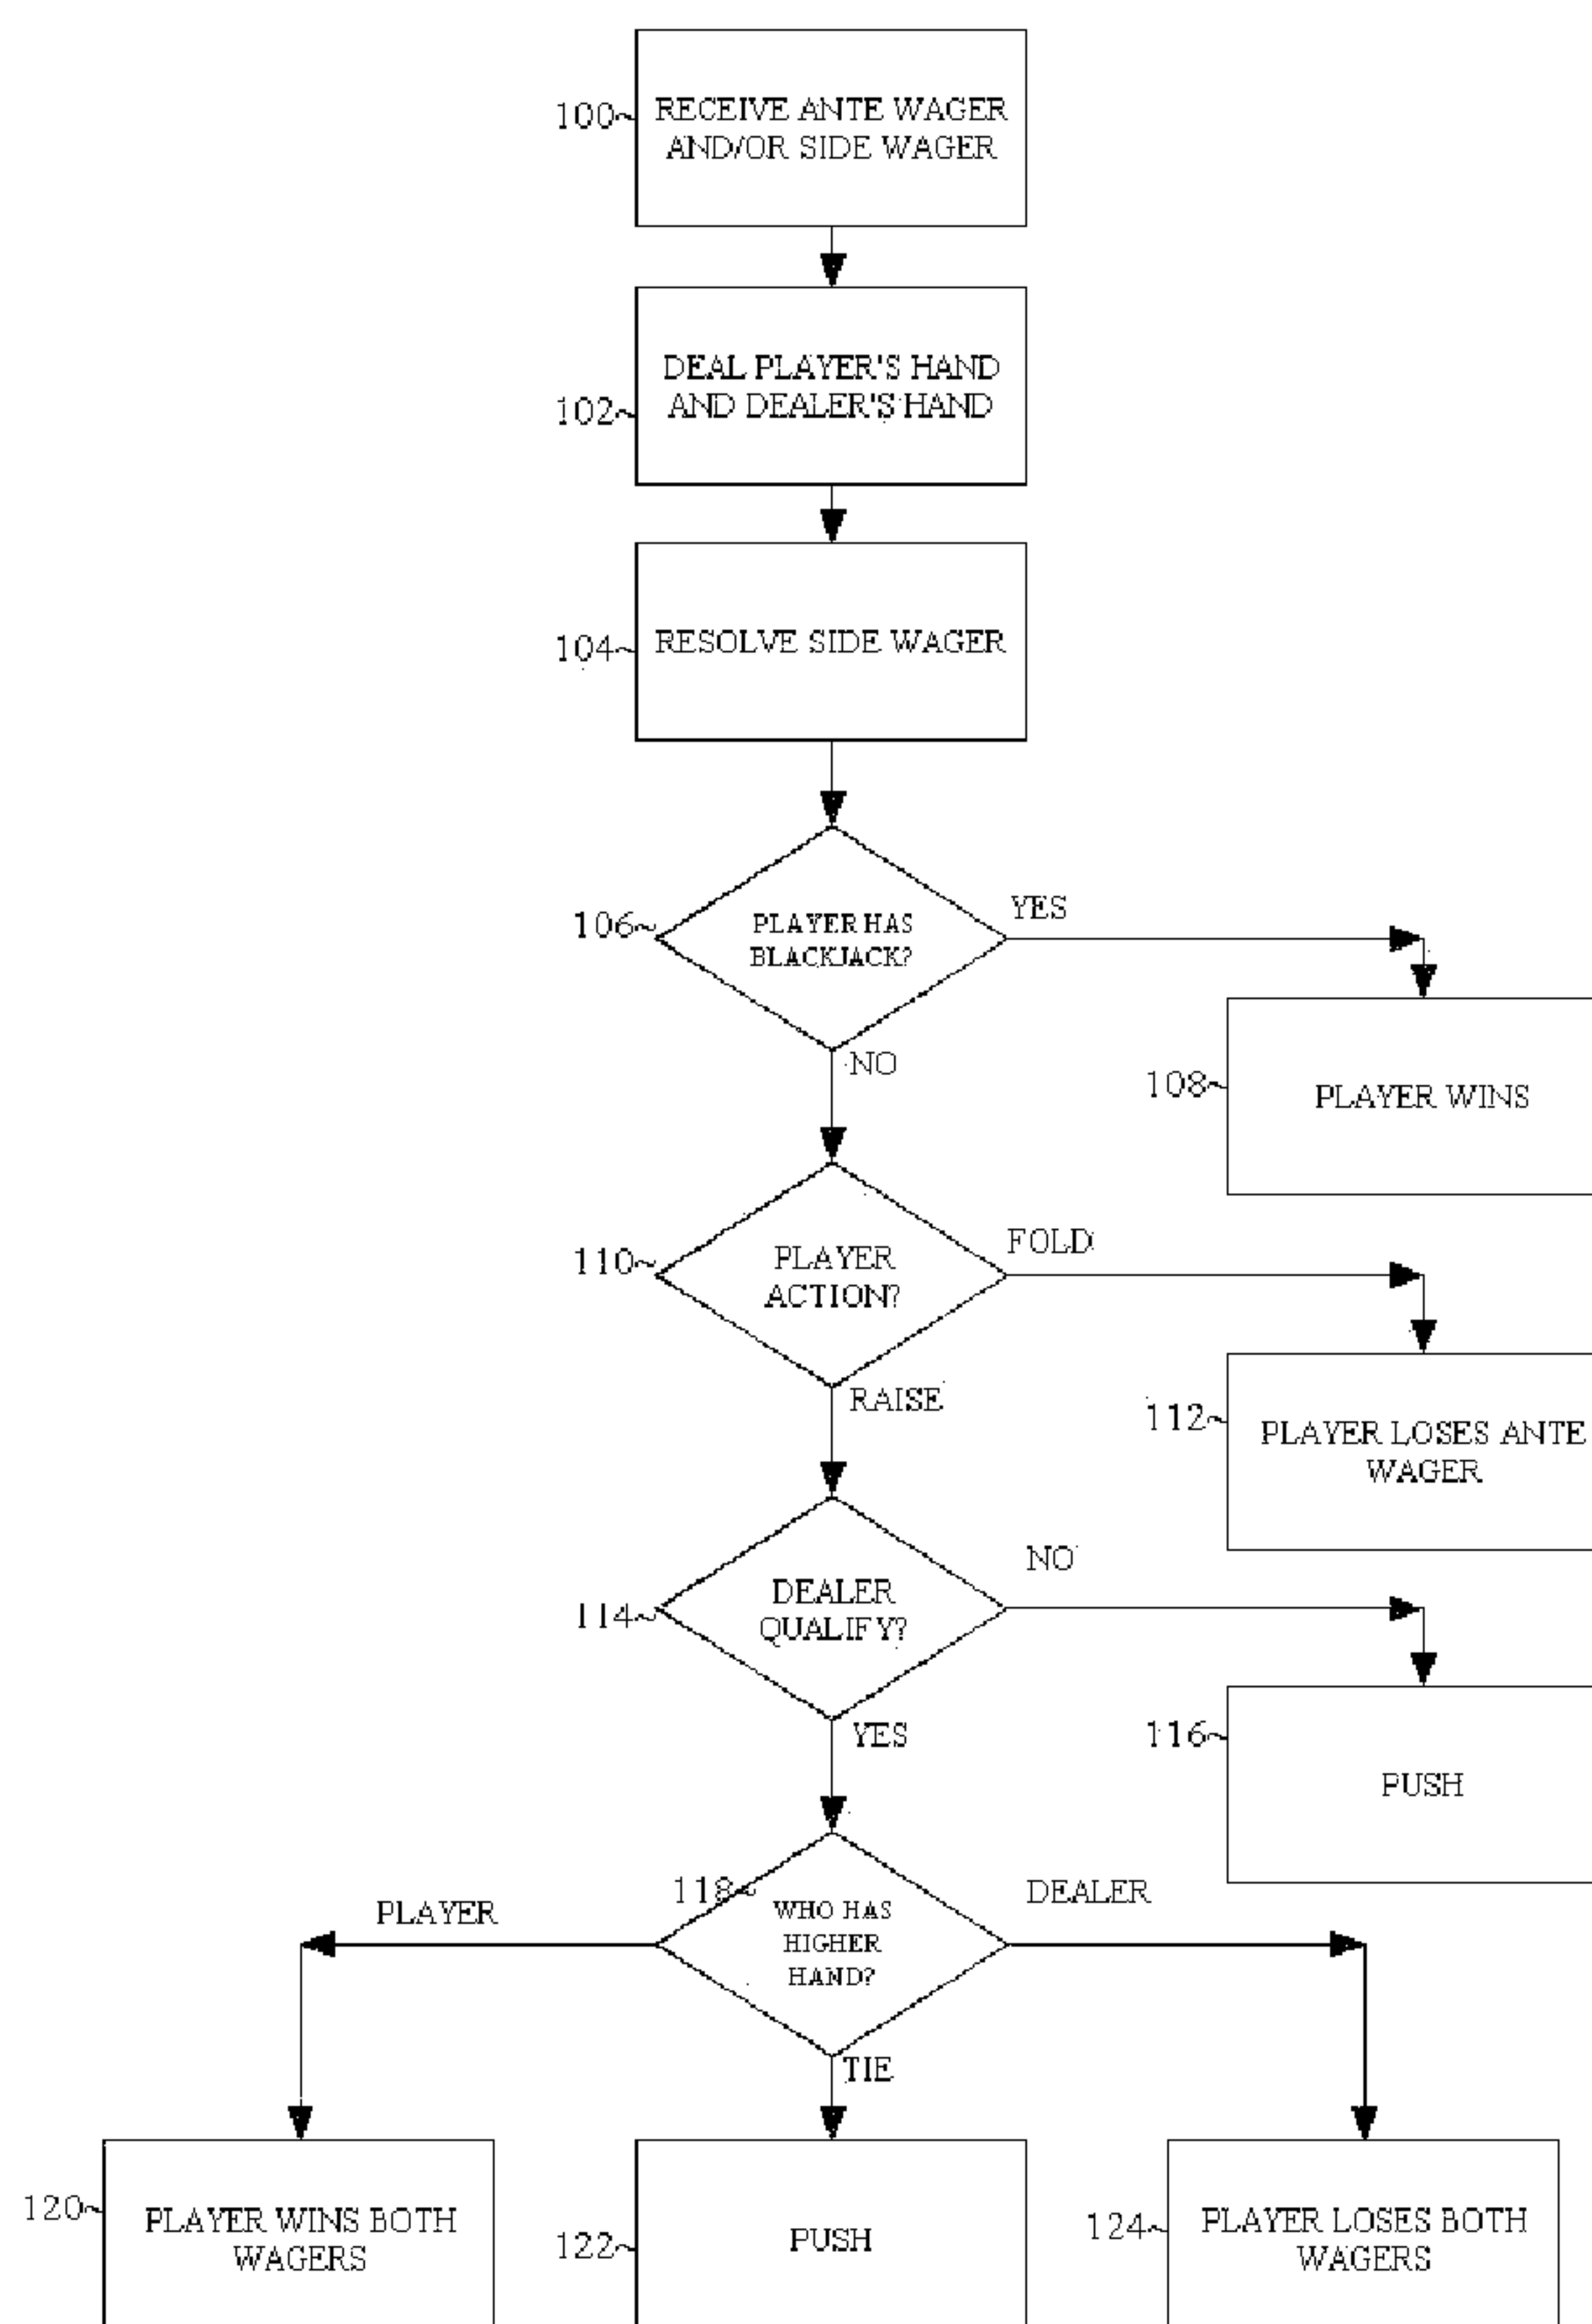 100
RECEIVE ANTE WAGER
AND/OR SIDE WAGER
102
DEAL PLAYER'S HAND
AND DEALER'S HAND
104
RESOLVE SIDE WAGER
106
PLAYER HAS
BLACKJACK?
YES
NO
108
PLAYER WINS
110
PLAYER
ACTION?
FOLD
RAISE
112
PLAYER LOSES ANTE
WAGER
114
DEALER
QUALIFY?
NO
YES
116
PUSH
118
WHO HAS
HIGHER
HAND?
PLAYER
DEALER
TIE
120
PLAYER WINS BOTH
WAGERS
122
PUSH
124
PLAYER LOSES BOTH
WAGERS